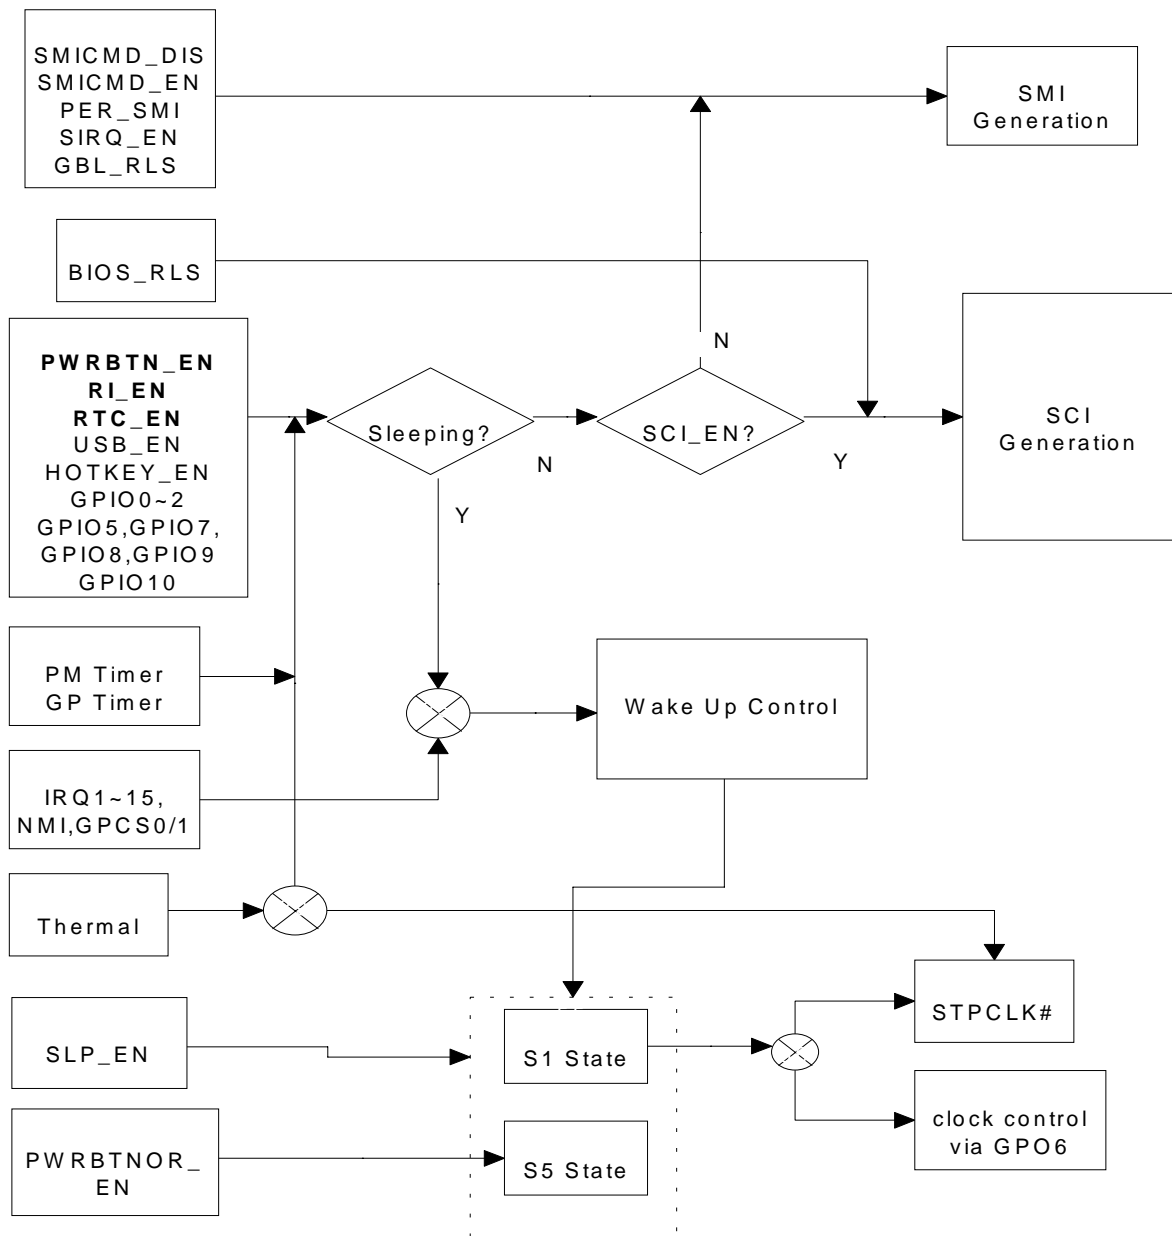 SMICMD_DIS
SMICMD_EN
PER_SMI
SIRQ_EN
GBL_RLS
SMI
Generation
BIOS_RLS
PWRBTN_EN
RI_EN
RTC_EN
USB_EN
HOTKEY_EN
GPIO0~2
GPIO5,GPIO7,
GPIO8,GPIO9
GPIO10
Sleeping?
N
Y
SCI_EN?
N
Y
SCI
Generation
PM Timer
GP Timer
Wake Up Control
IRQ1~15,
NMI,GPCS0/1
Thermal
STPCLK#
SLP_EN
S1 State
clock control
via GPO6
PWRBTNOR_
EN
S5 State